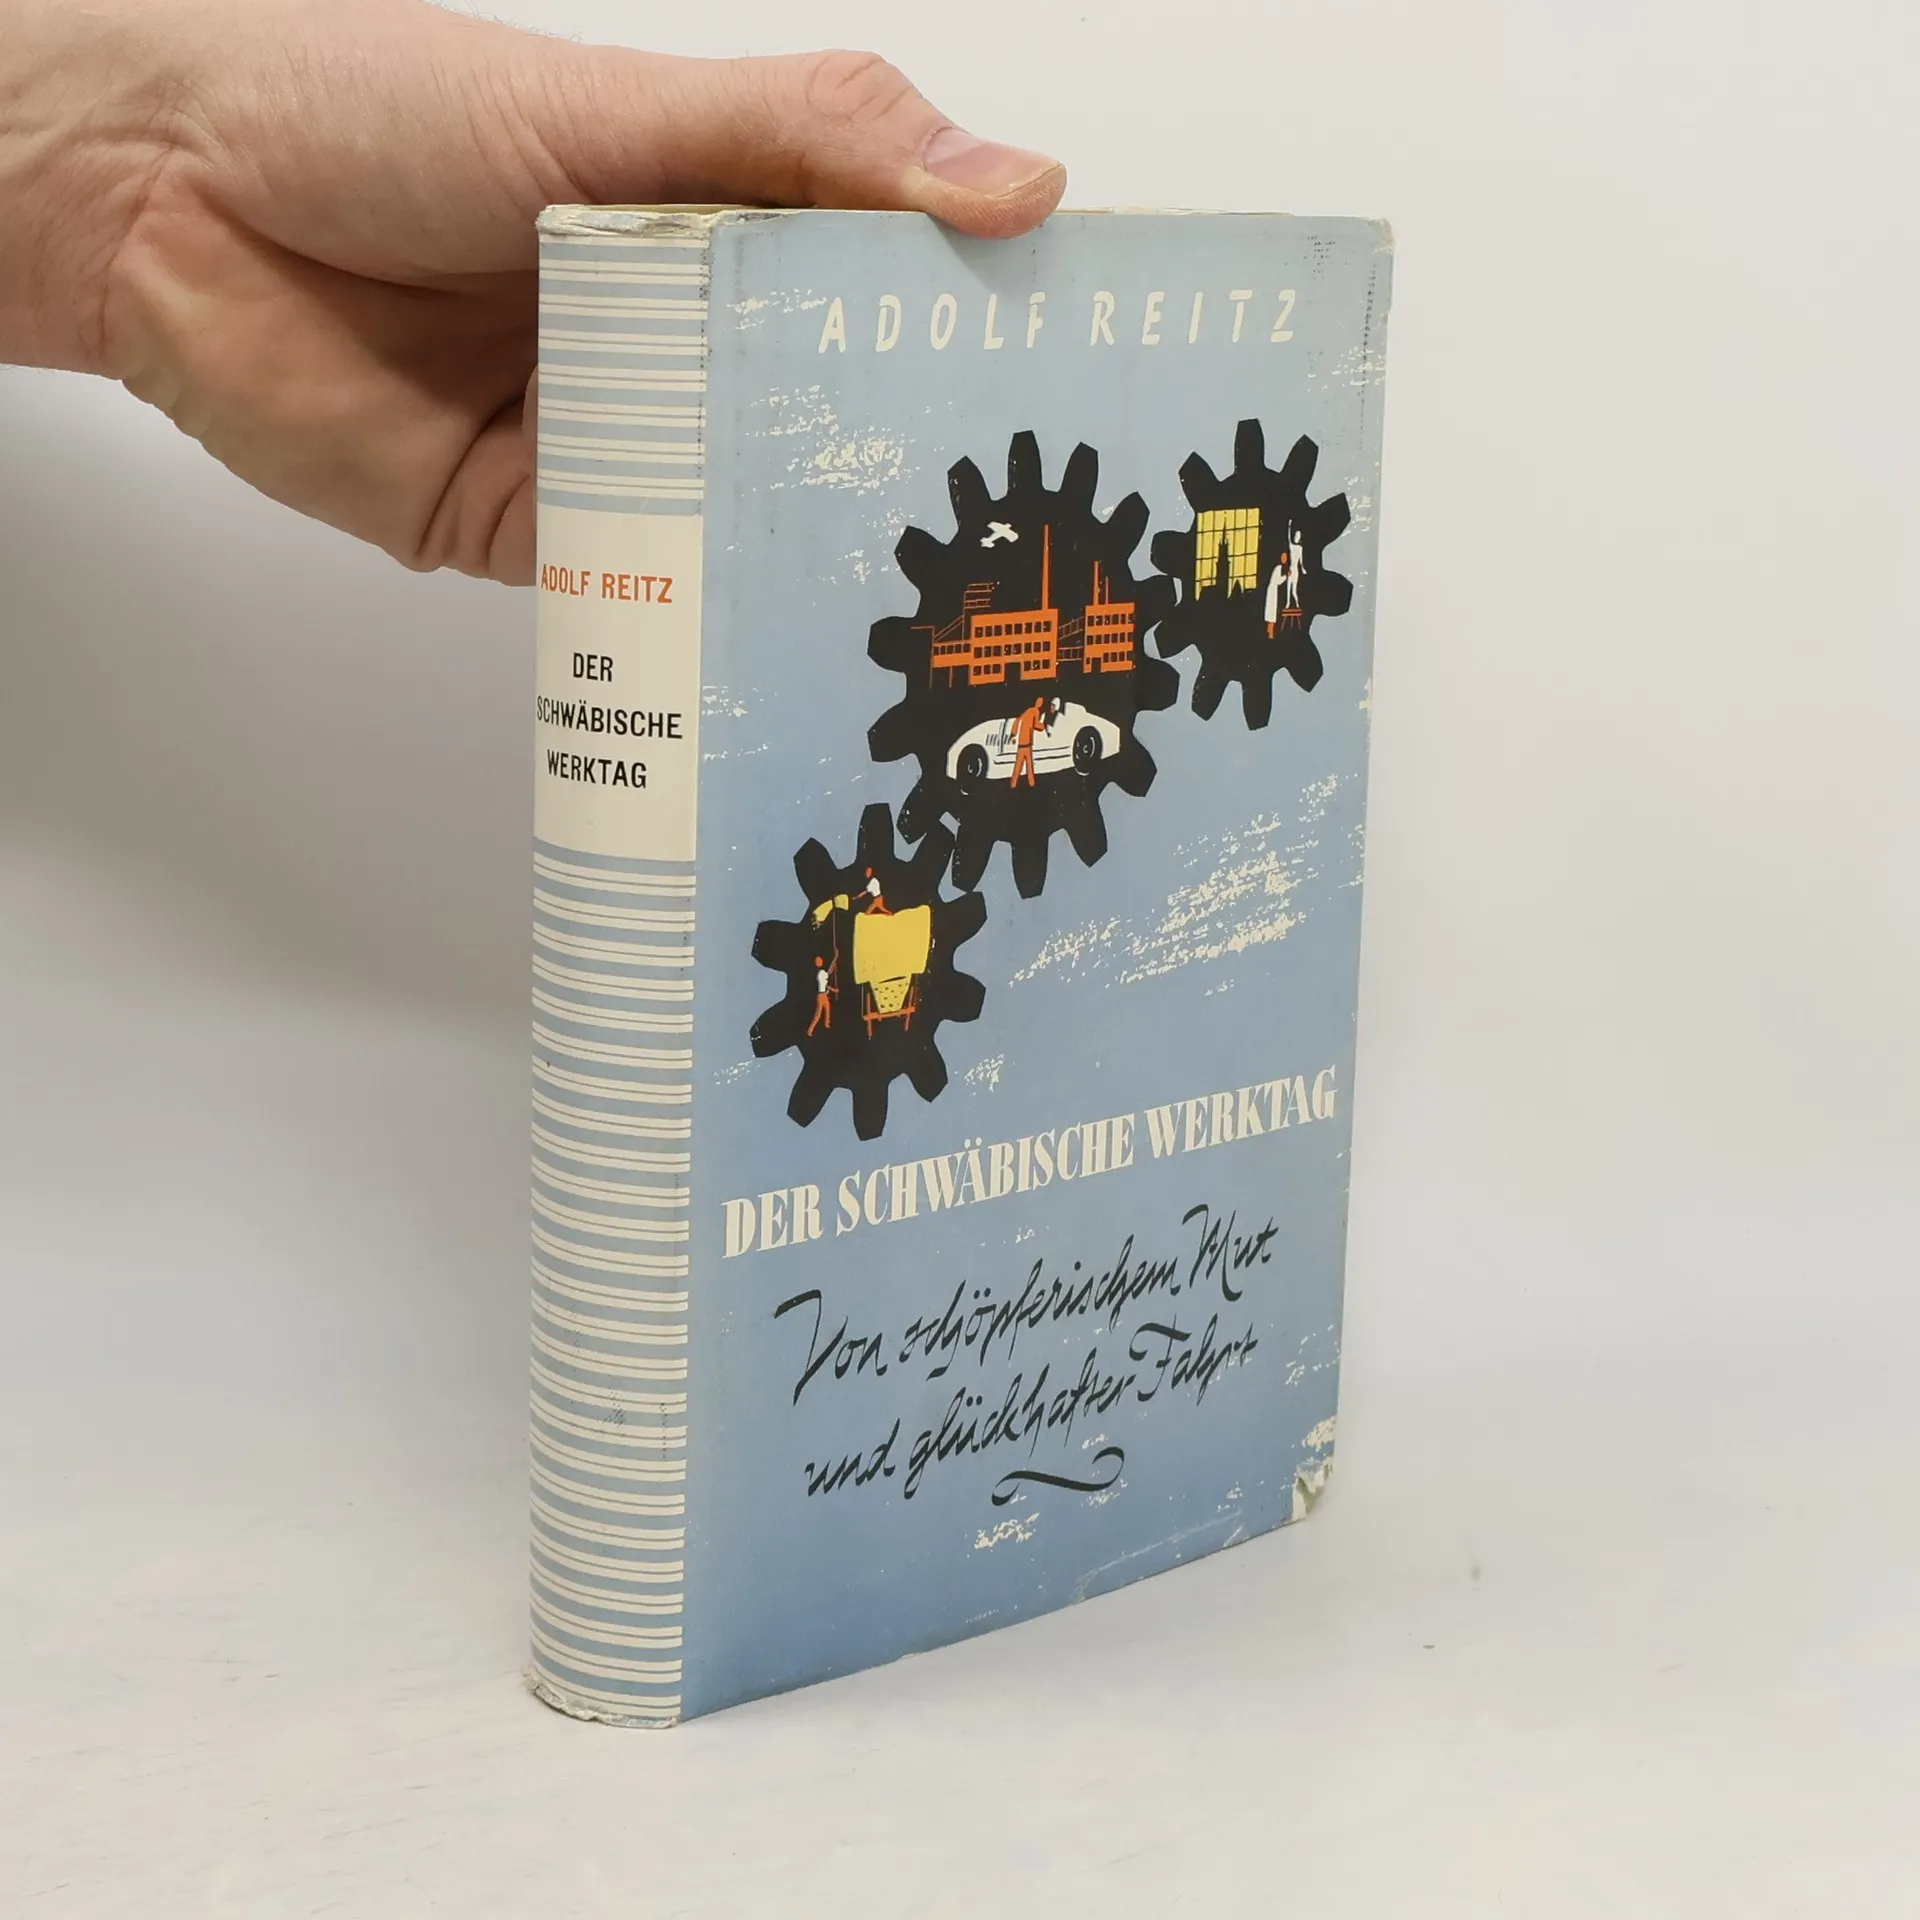 ADOLF REITZ
DER
SCHWÄBISCHE
WERKTAG
ADOLF REITZ
DER SCHWÄBISCHE WERKTAG
Von schöpferischem Mut
und glückhafter Fahrt